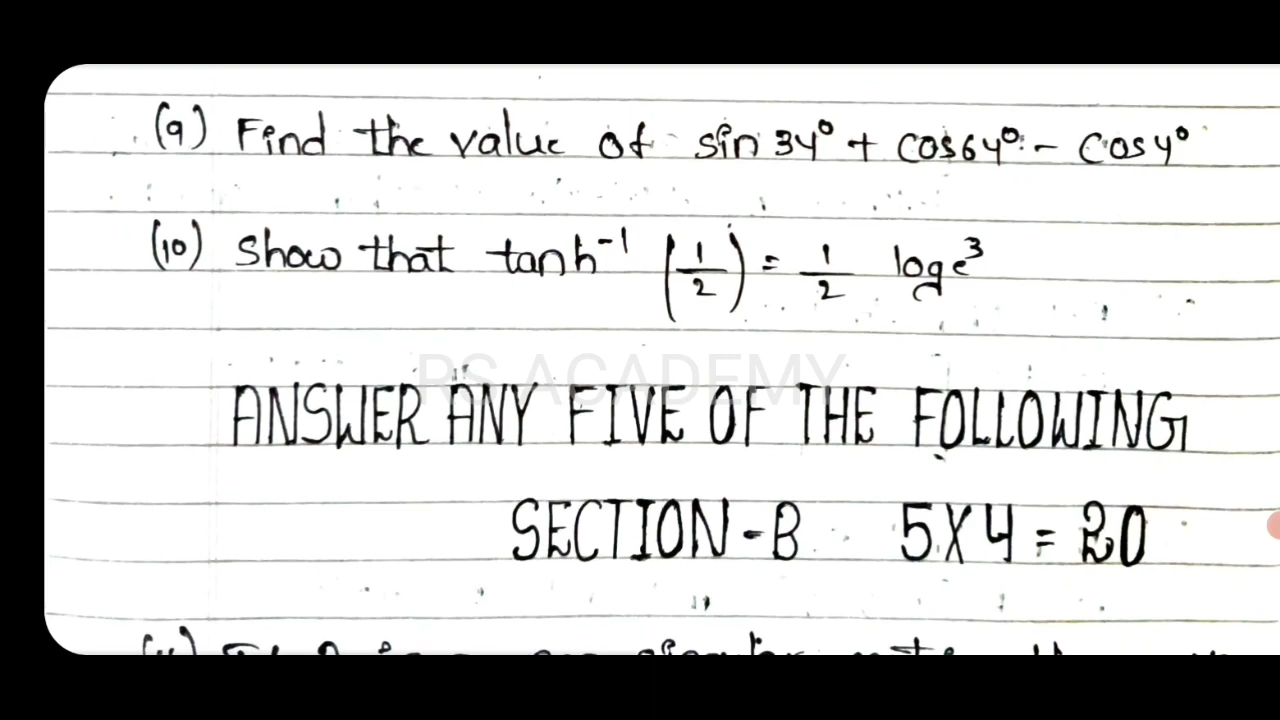 (9) Find the value of sin 34° + cos 64° - cos 4°
(10) Show that tanh⁻¹ (1/2) = 1/2 loge³
RS ACADEMY
ANSWER ANY FIVE OF THE FOLLOWING
SECTION-B 5X4=20